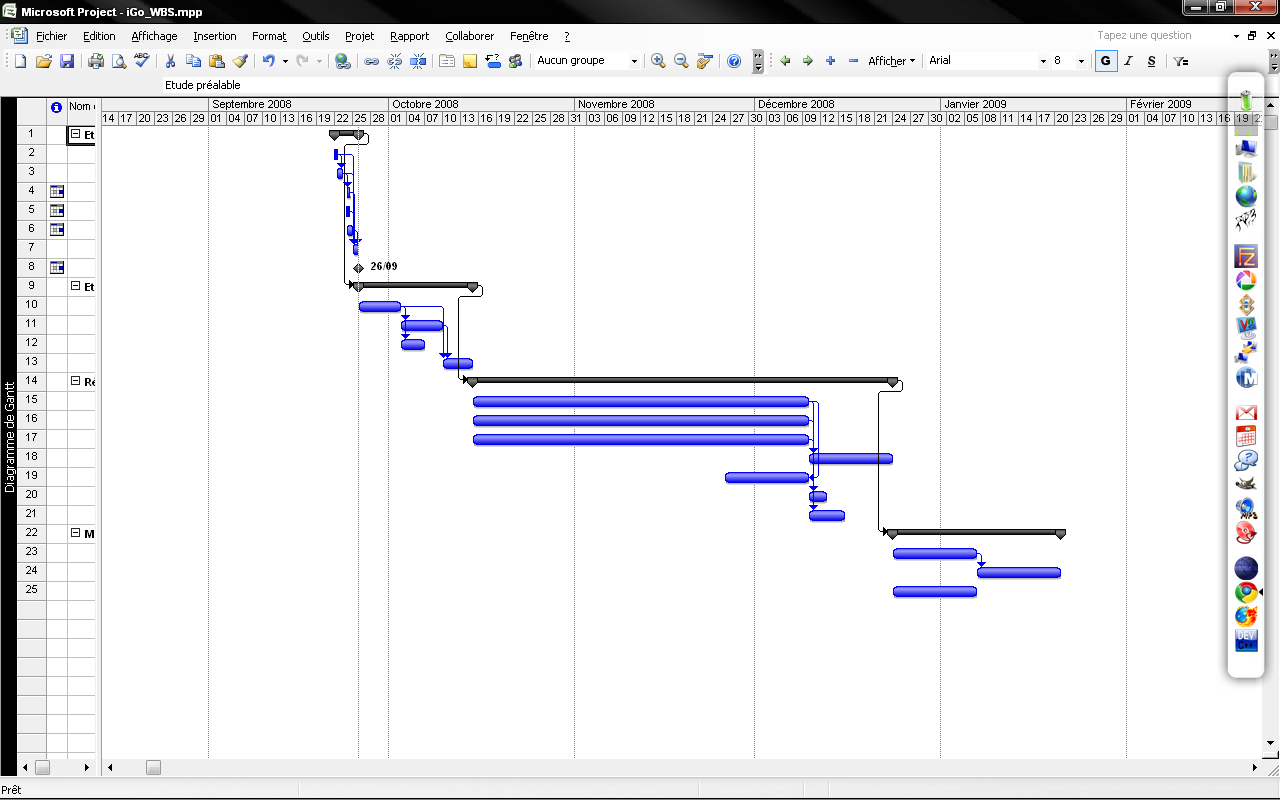 Microsoft Project - iGo_WBS.mpp
Fichier Edition Affichage Insertion Format Outils Projet Rapport Collaborer Fenêtre ? Tapez une question
Aucun groupe Afficher Arial 8 G I S
Etude préalable
Nom Septembre 2008 Octobre 2008 Novembre 2008 Décembre 2008 Janvier 2009 Février 2009
14 17 20 23 26 29 01 04 07 10 13 16 19 22 25 28 01 04 07 10 13 16 19 22 25 28 31 03 06 09 12 15 18 21 24 27 30 03 06 09 12 15 18 21 24 27 30 02 05 08 11 14 17 20 23 26 29 01 04 07 10 13 16 19
1 Et
2
3
4
5
6
7
8 26/09
9 Et
10
11
12
13
14 Ré
15
16
17
18
19
20
21
22 M
23
24
25
Diagramme de Gantt
Prêt